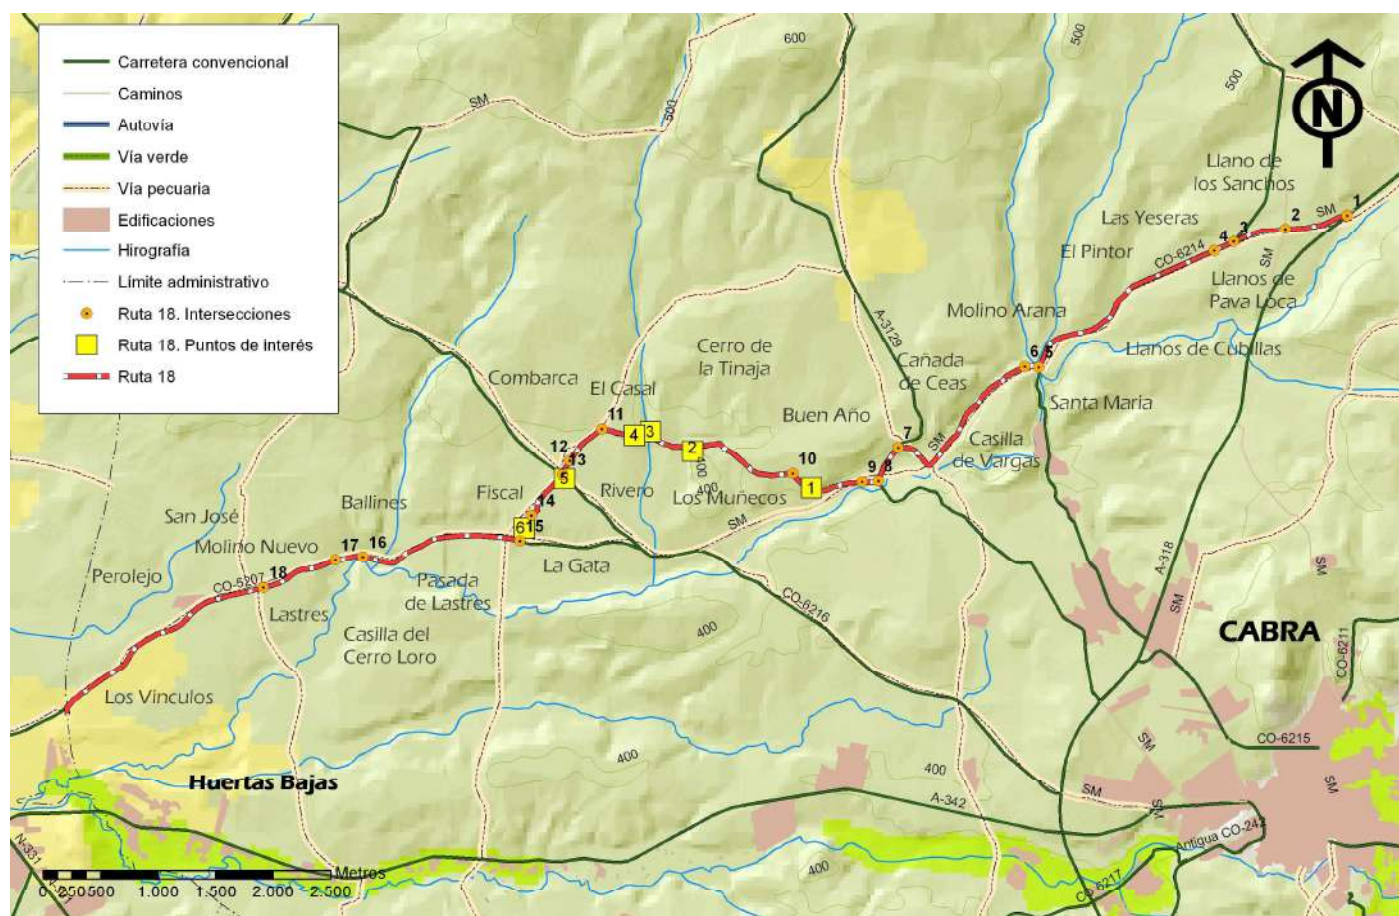 Carretera convencional
Caminos
Autovía
Vía verde
Vía pecuaria
Edificaciones
Hirografía
Límite administrativo
Ruta 18. Intersecciones
Ruta 18. Puntos de interés
Ruta 18
600
500
500
500
SM
N
Llano de
los Sanchos
SM
1
2
3
4
Las Yeseras
El Pintor
CO-6214
SM
Llanos de
Pava Loca
Molino Arana
A-3129
Cerro de
la Tinaja
Cañada
de Ceas
6
5
Llanos de Cubillas
Combarca
El Casal
Santa María
Buen Año
11
4
3
2
7
SM
Casilla
de Vargas
12
13
400
400
10
9
8
1
5
Fiscal
Rivero
Los Muñecos
Ballines
14
SM
San José
6
15
A-318
Molino Nuevo
17
16
La Gata
Perolejo
CO-5207
18
Pasada
de Lastres
SM
Lastres
CO-6216
SM
400
CABRA
Casilla del
Cerro Loro
CO-6211
Los Vínculos
SM
CO-6215
400
400
Huertas Bajas
SM
SM
A-342
SM
Antigua CO-242
N-331
400
CO-6217
Metros
0 250 500 1.000 1.500 2.000 2.500